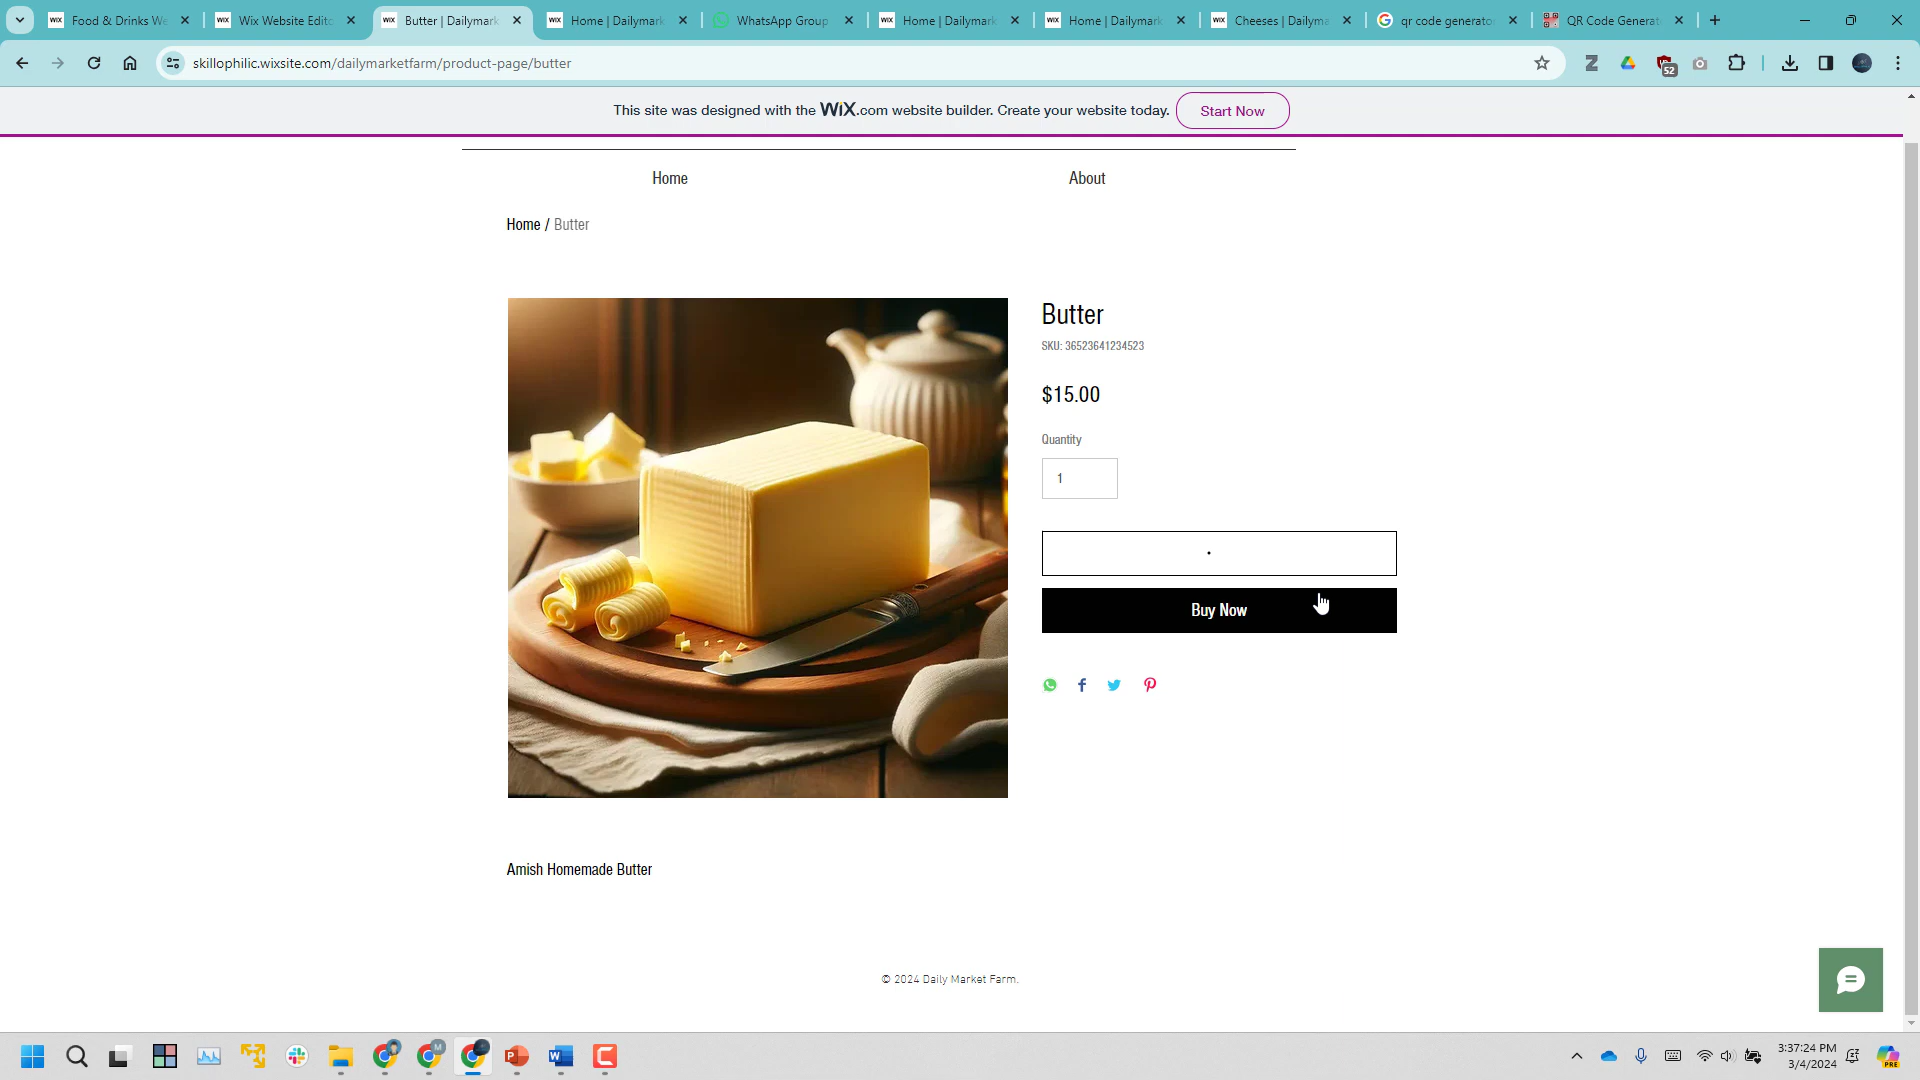 Food & Drinks We
Wix Website Edito
Butter | Dailymark
Home | Dailymark
WhatsApp Group
Home | Dailymark
Home | Dailymark
Cheeses | Dailyma
qr code generator
QR Code Generat
skillophilic.wixsite.com/dailymarketfarm/product-page/butter
52
This site was designed with the WiX.com website builder. Create your website today.
Start Now
Home
About
Home / Butter
Butter
SKU: 36523641234523
$15.00
Quantity
1
Buy Now
Amish Homemade Butter
© 2024 Daily Market Farm.
3:37:24 PM
3/4/2024